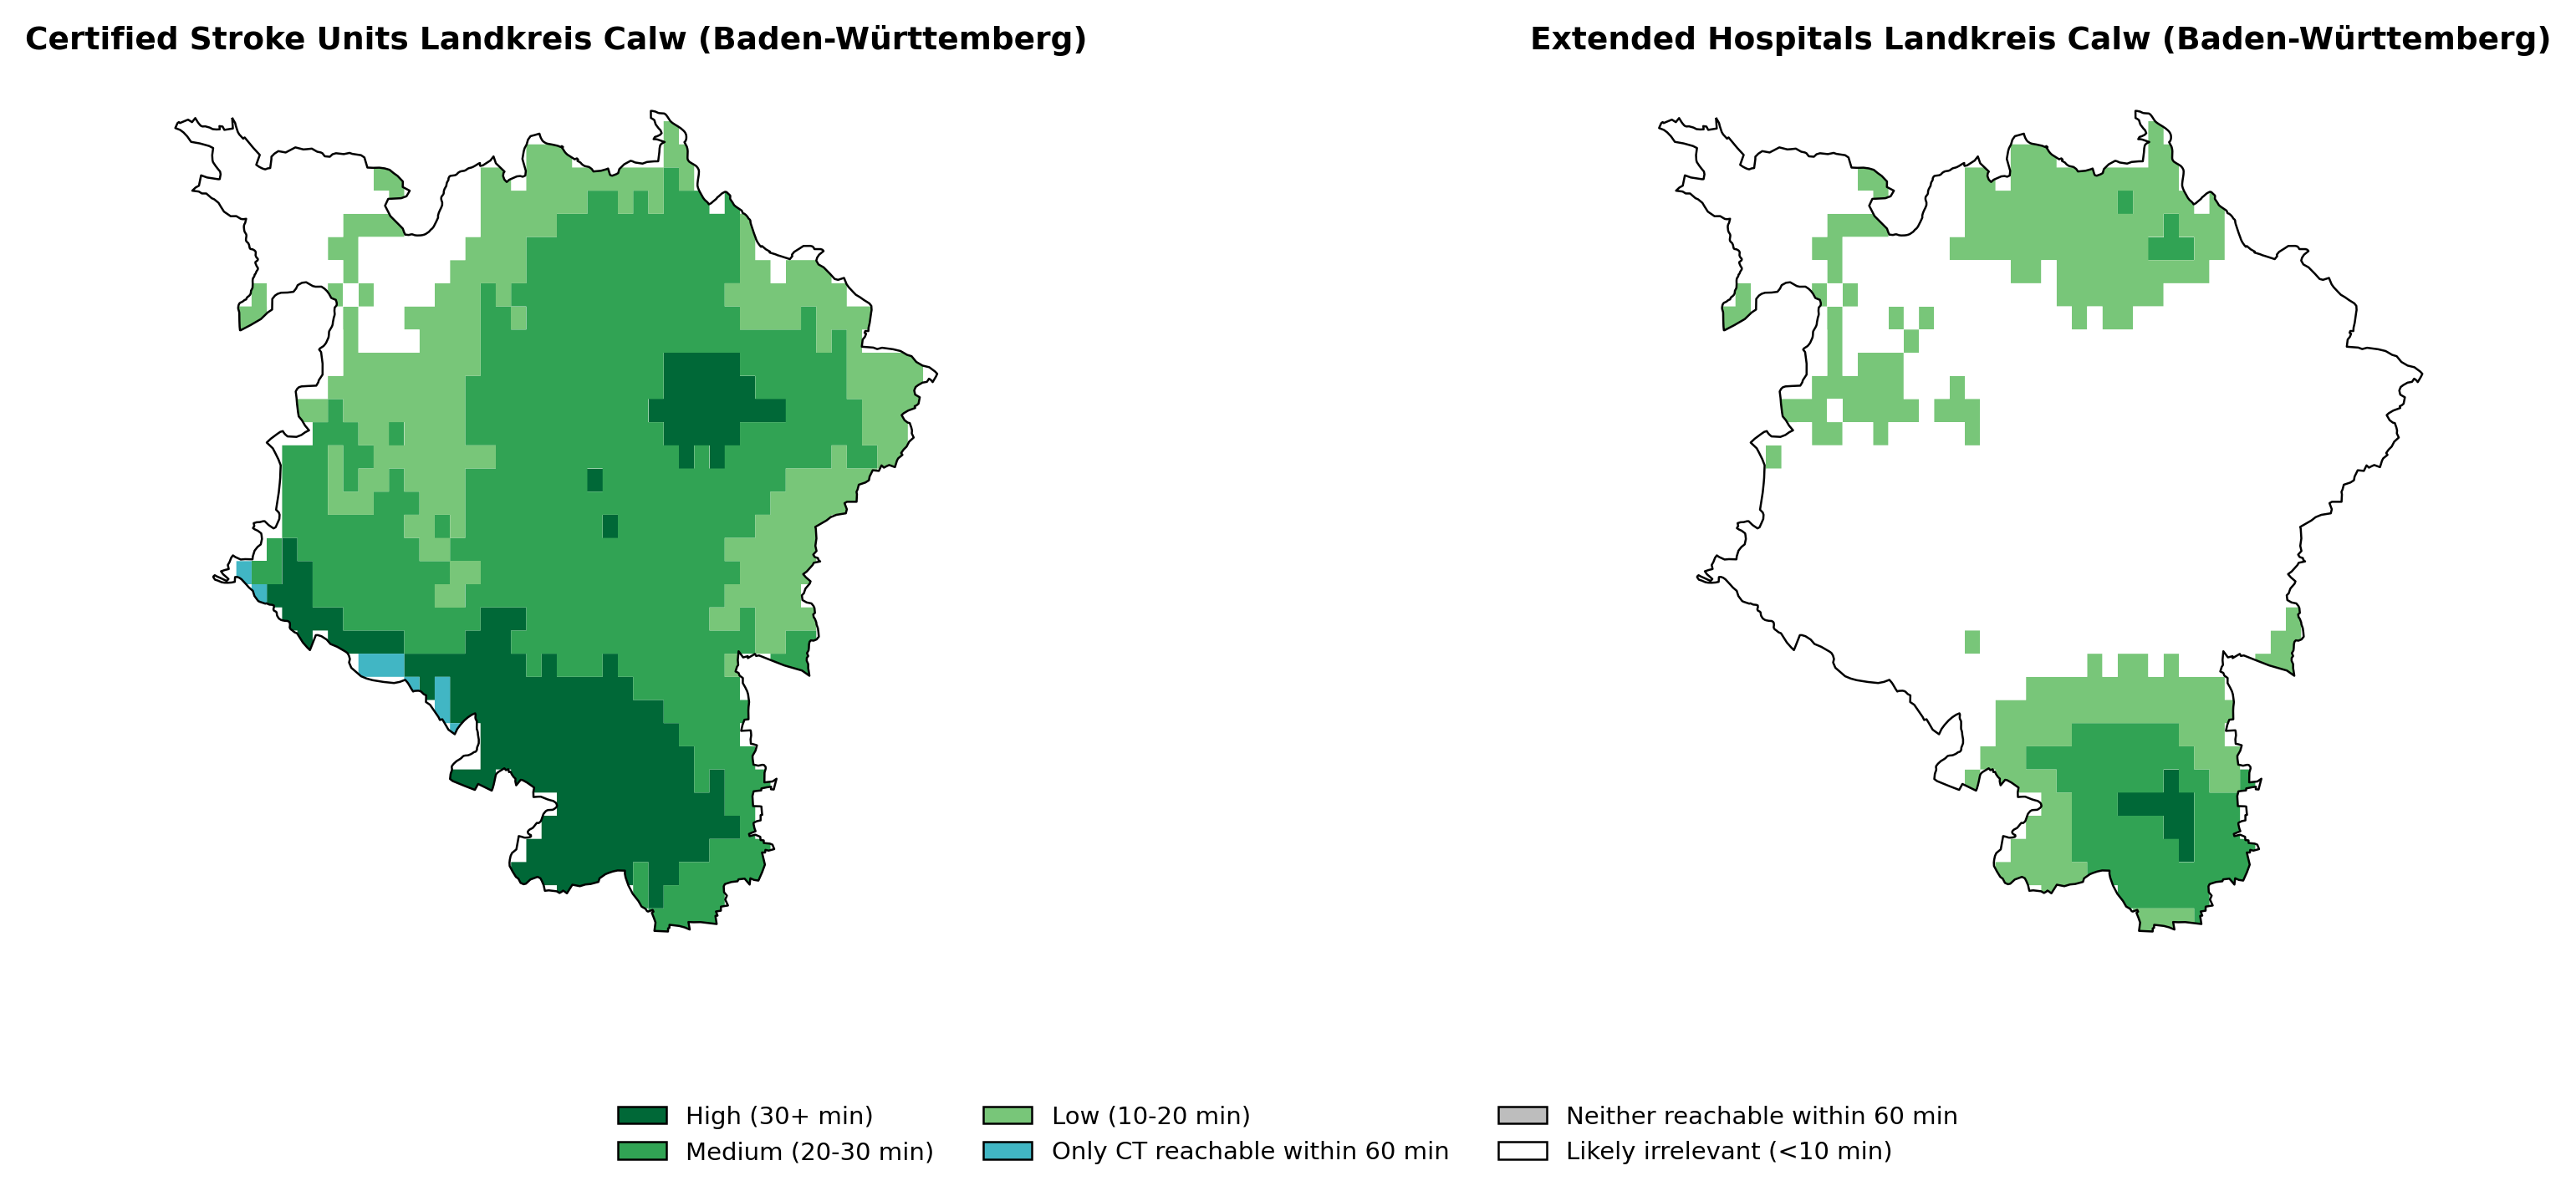 Certified Stroke Units Landkreis Calw (Baden-Württemberg)
Extended Hospitals Landkreis Calw (Baden-Württemberg)
High (30+ min)
Medium (20-30 min)
Low (10-20 min)
Only CT reachable within 60 min
Neither reachable within 60 min
Likely irrelevant (<10 min)